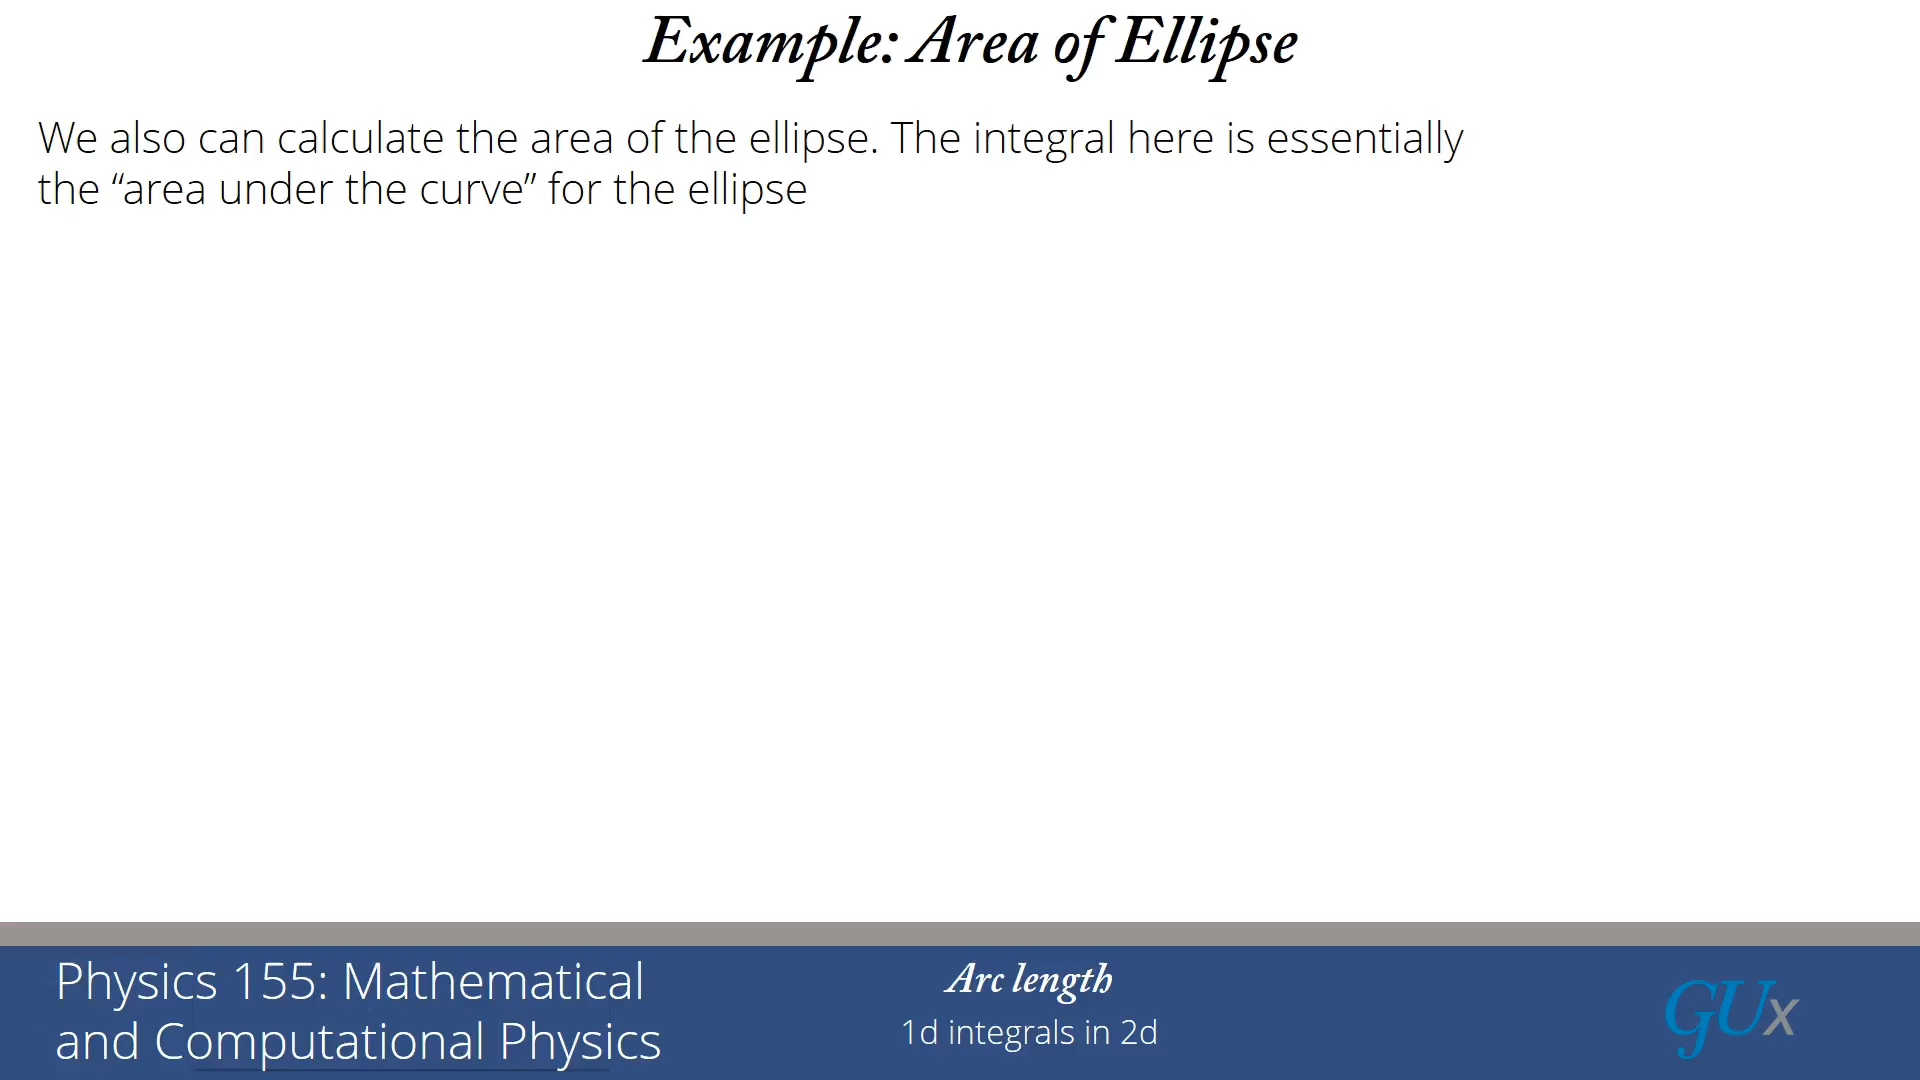 Example: Area of Ellipse
We also can calculate the area of the ellipse. The integral here is essentially
the “area under the curve” for the ellipse
Physics 155: Mathematical
and Computational Physics
Arc length
1d integrals in 2d
GUx